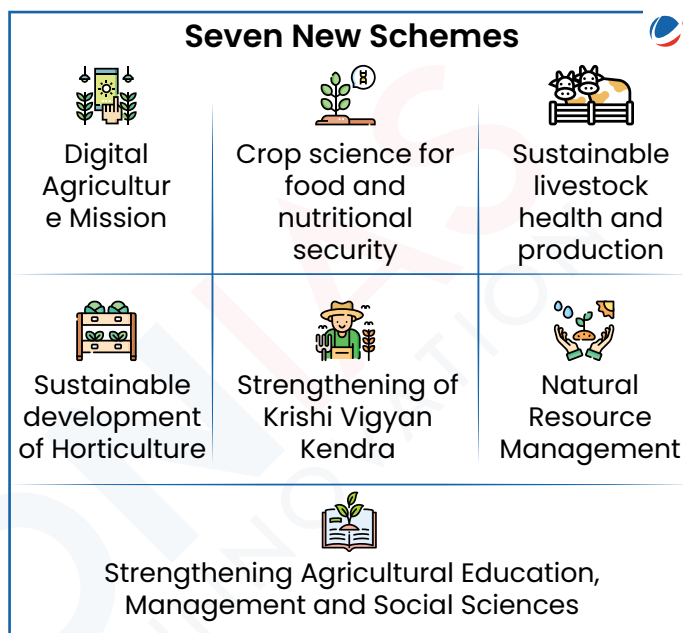 Seven New Schemes
Digital
Agricultur
e Mission
Crop science for
food and
nutritional
security
Sustainable
livestock
health and
production
Sustainable
development
of Horticulture
Strengthening of
Krishi Vigyan
Kendra
Natural
Resource
Management
Strengthening Agricultural Education,
Management and Social Sciences